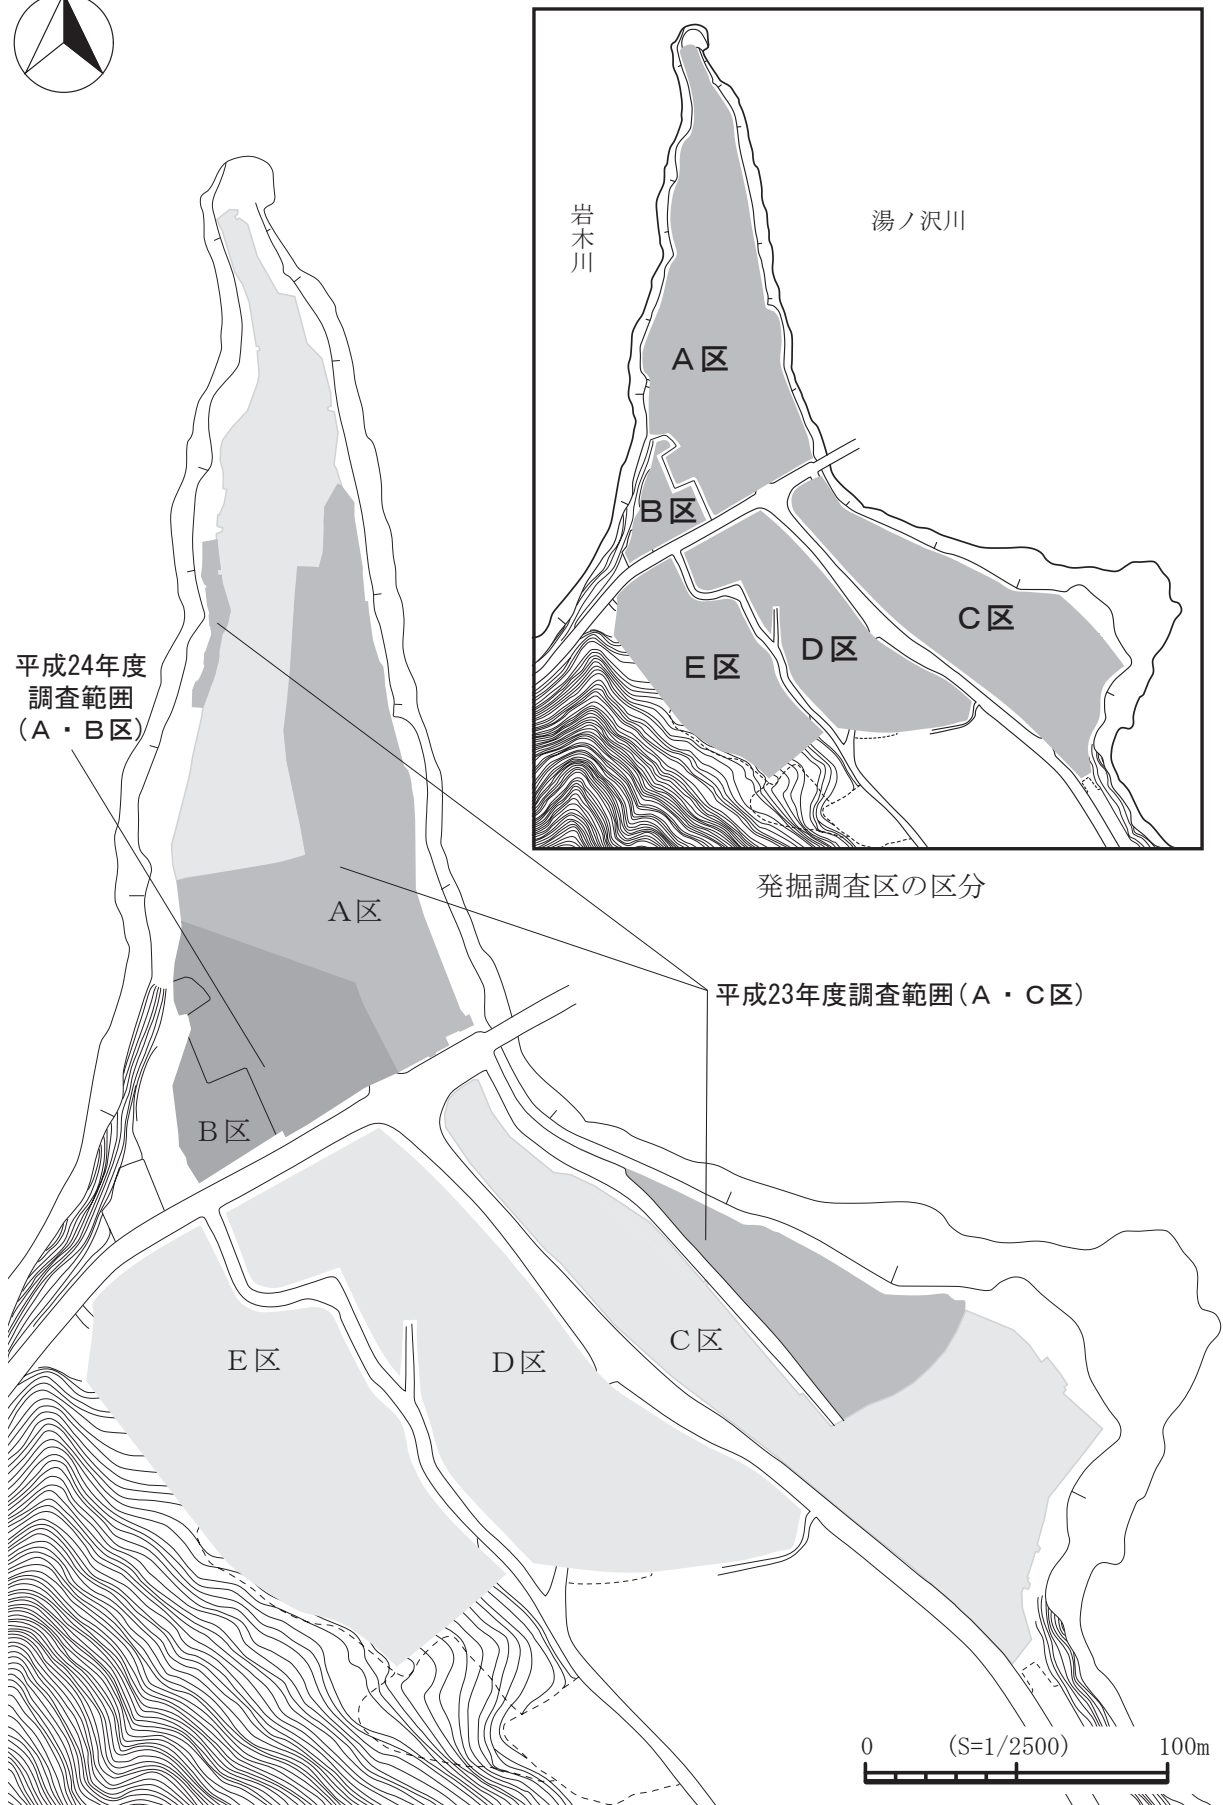 岩木川
湯ノ沢川
A区
B区
C区
D区
E区
発掘調査区の区分
平成24年度
調査範囲
(A・B区)
A区
平成23年度調査範囲(A・C区)
B区
C区
D区
E区
0 (S=1/2500) 100m